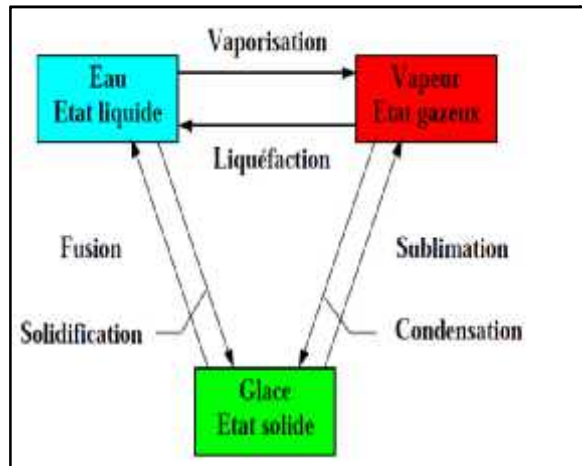 Vaporisation
Eau
Etat liquide
Vapeur
Etat gazeux
Liquéfaction
Fusion
Sublimation
Solidification
Condensation
Glace
Etat solide